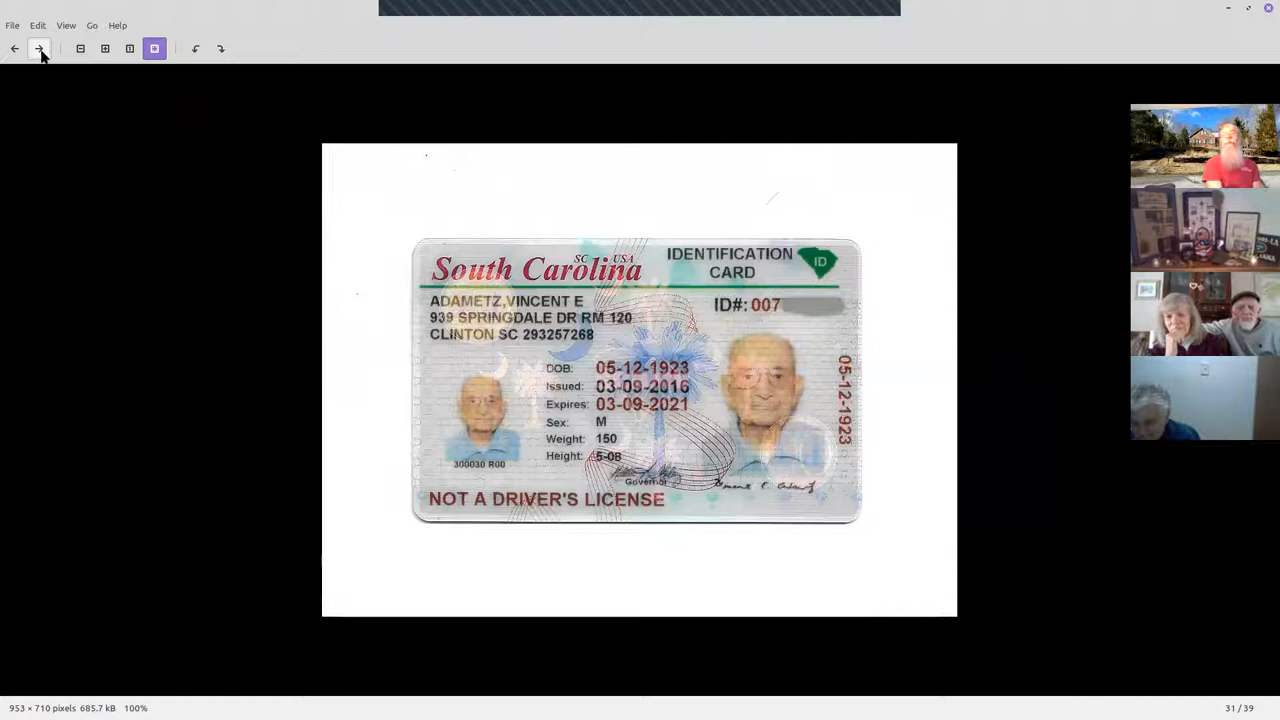 File Edit View Go Help
South Carolina
SC USA
IDENTIFICATION
CARD
ID
ADAMETZ,VINCENT E
939 SPRINGDALE DR RM 120
CLINTON SC 293257268
ID#: 007
DOB: 05-12-1923
Issued: 03-09-2016
Expires: 03-09-2021
Sex: M
Weight: 150
Height: 5-08
05-12-1923
300030 R00
Governor
NOT A DRIVER'S LICENSE
953 × 710 pixels 685.7 kB 100%
31 / 39